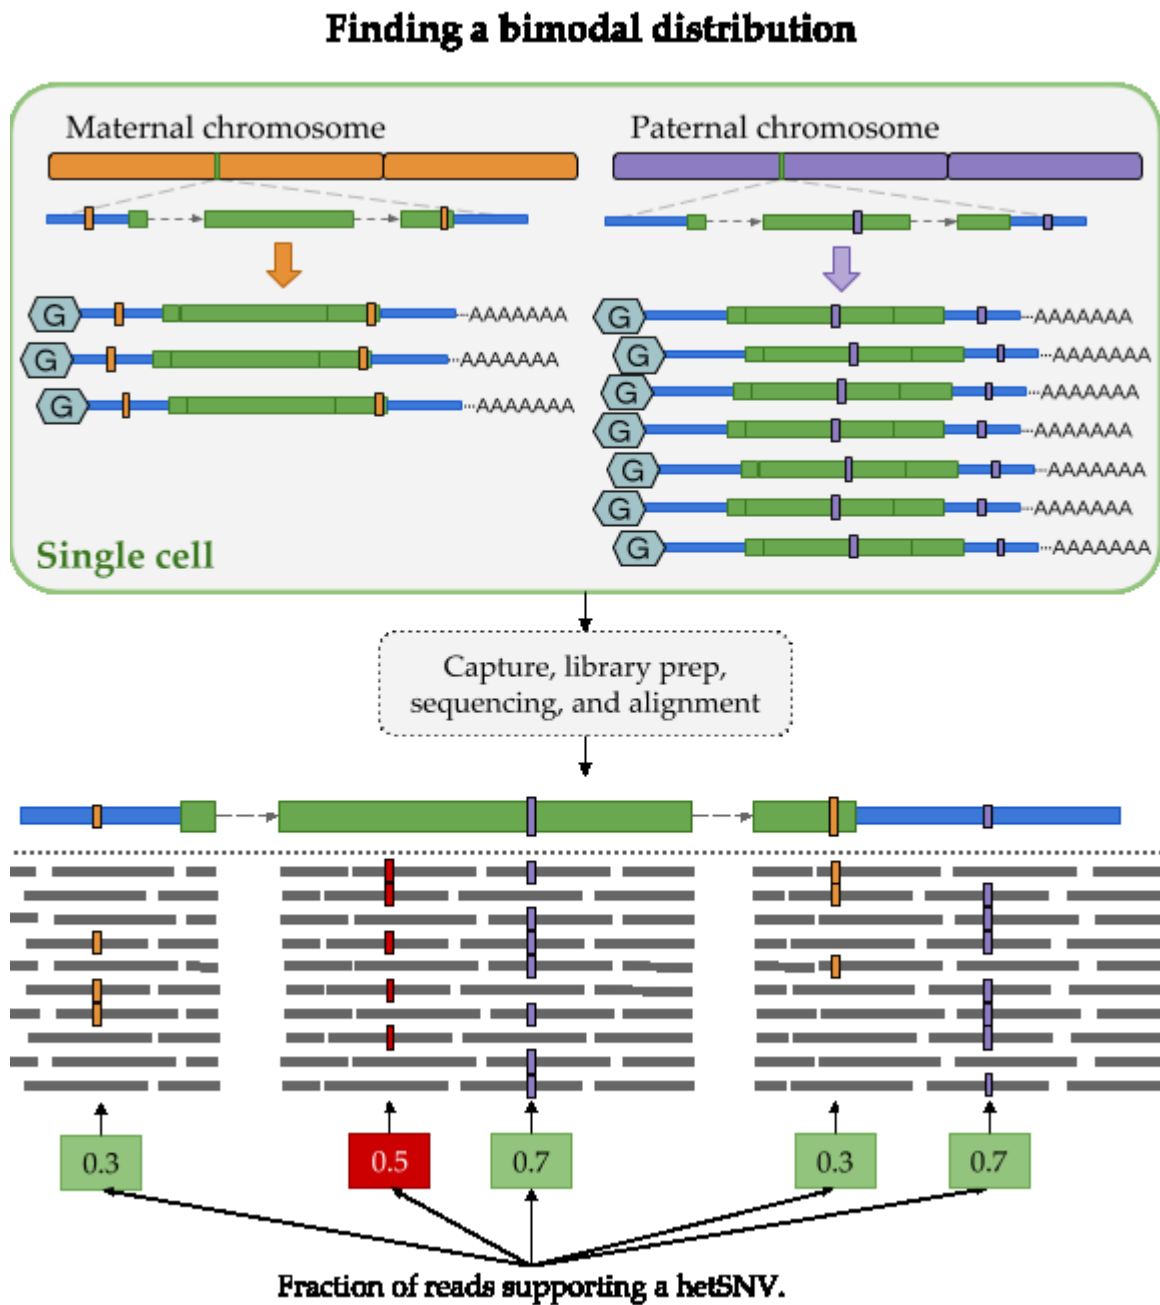 Finding a bimodal distribution
Maternal chromosome
Paternal chromosome
G ...AAAAAAA
G ...AAAAAAA
G ...AAAAAAA
G ...AAAAAAA
G ...AAAAAAA
G ...AAAAAAA
G ...AAAAAAA
G ...AAAAAAA
G ...AAAAAAA
G ...AAAAAAA
Single cell
Capture, library prep,
sequencing, and alignment
0.3
0.5
0.7
0.3
0.7
Fraction of reads supporting a hetSNV.